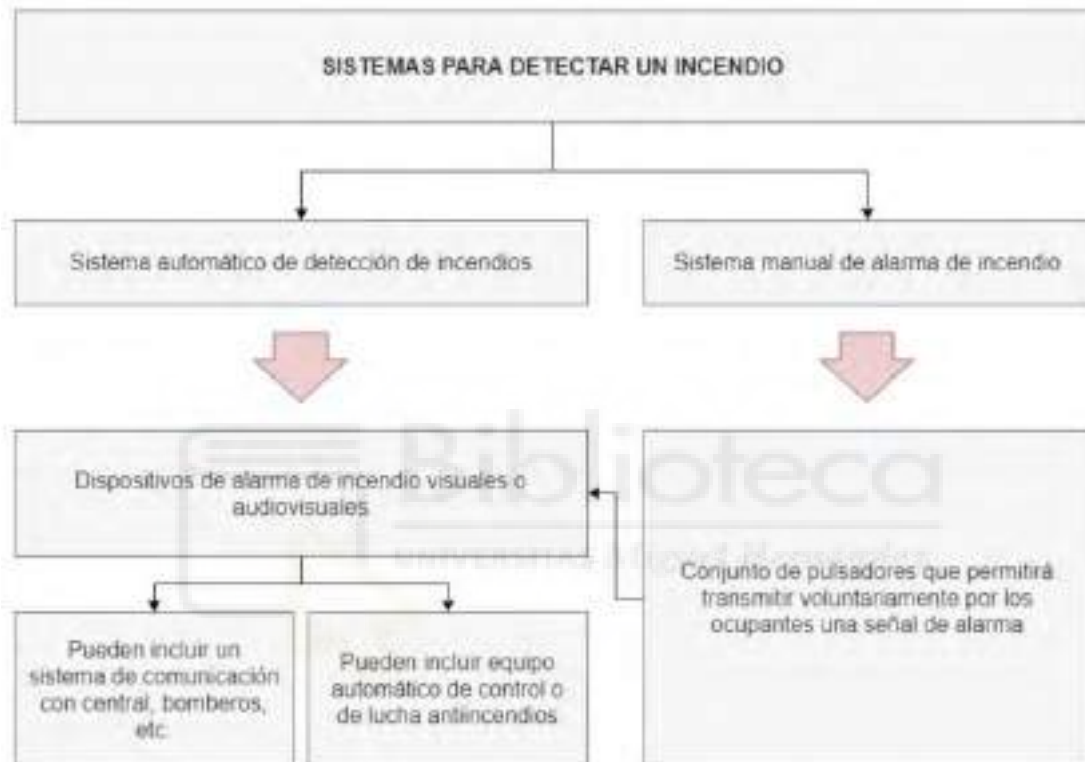 SISTEMAS PARA DETECTAR UN INCENDIO
Sistema automático de detección de incendios
Sistema manual de alarma de incendio
Dispositivos de alarma de incendio visuales o
audiovisuales
Conjunto de pulsadores que permitirá
transmitir voluntariamente por los
ocupantes una señal de alarma
Pueden incluir un
sistema de comunicación
con central, bomberos,
etc.
Pueden incluir equipo
automático de control o
de lucha antiincendios
Biblioteca
UNIVERSITAS Miguel Hernández